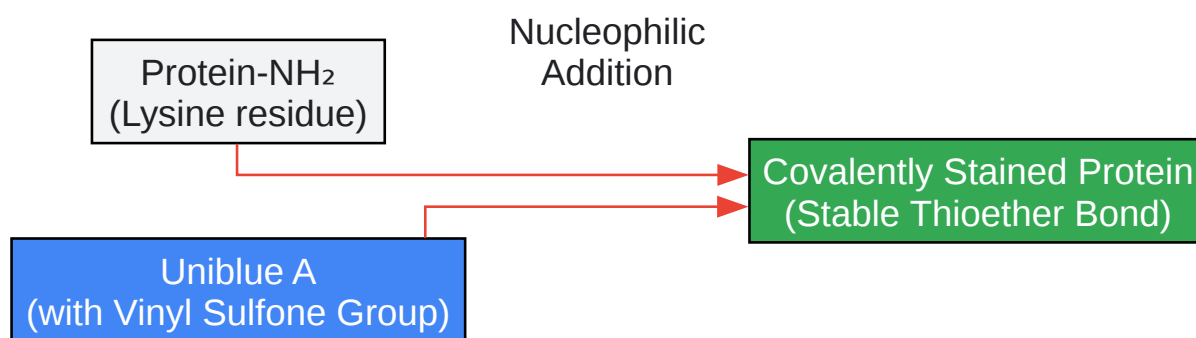 Nucleophilic
Addition
Protein-NH₂
(Lysine residue)
Covalently Stained Protein
(Stable Thioether Bond)
Uniblue A
(with Vinyl Sulfone Group)